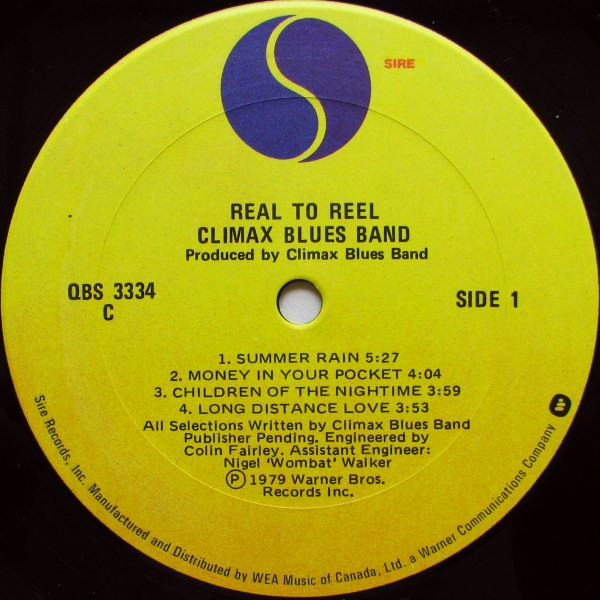 SIRE
REAL TO REEL
CLIMAX BLUES BAND
Produced by Climax Blues Band
QBS 3334
C
SIDE 1
1. SUMMER RAIN 5:27
2. MONEY IN YOUR POCKET 4:04
3. CHILDREN OF THE NIGHTIME 3:59
4. LONG DISTANCE LOVE 3:53
All Selections Written by Climax Blues Band
Publisher Pending. Engineered by
Colin Fairley. Assistant Engineer:
Nigel 'Wombat' Walker
℗ 1979 Warner Bros.
Records Inc.
Sire Records, Inc. Manufactured and Distributed by WEA Music of Canada, Ltd. a Warner Communications Company